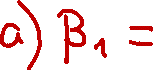 a) β₁ =